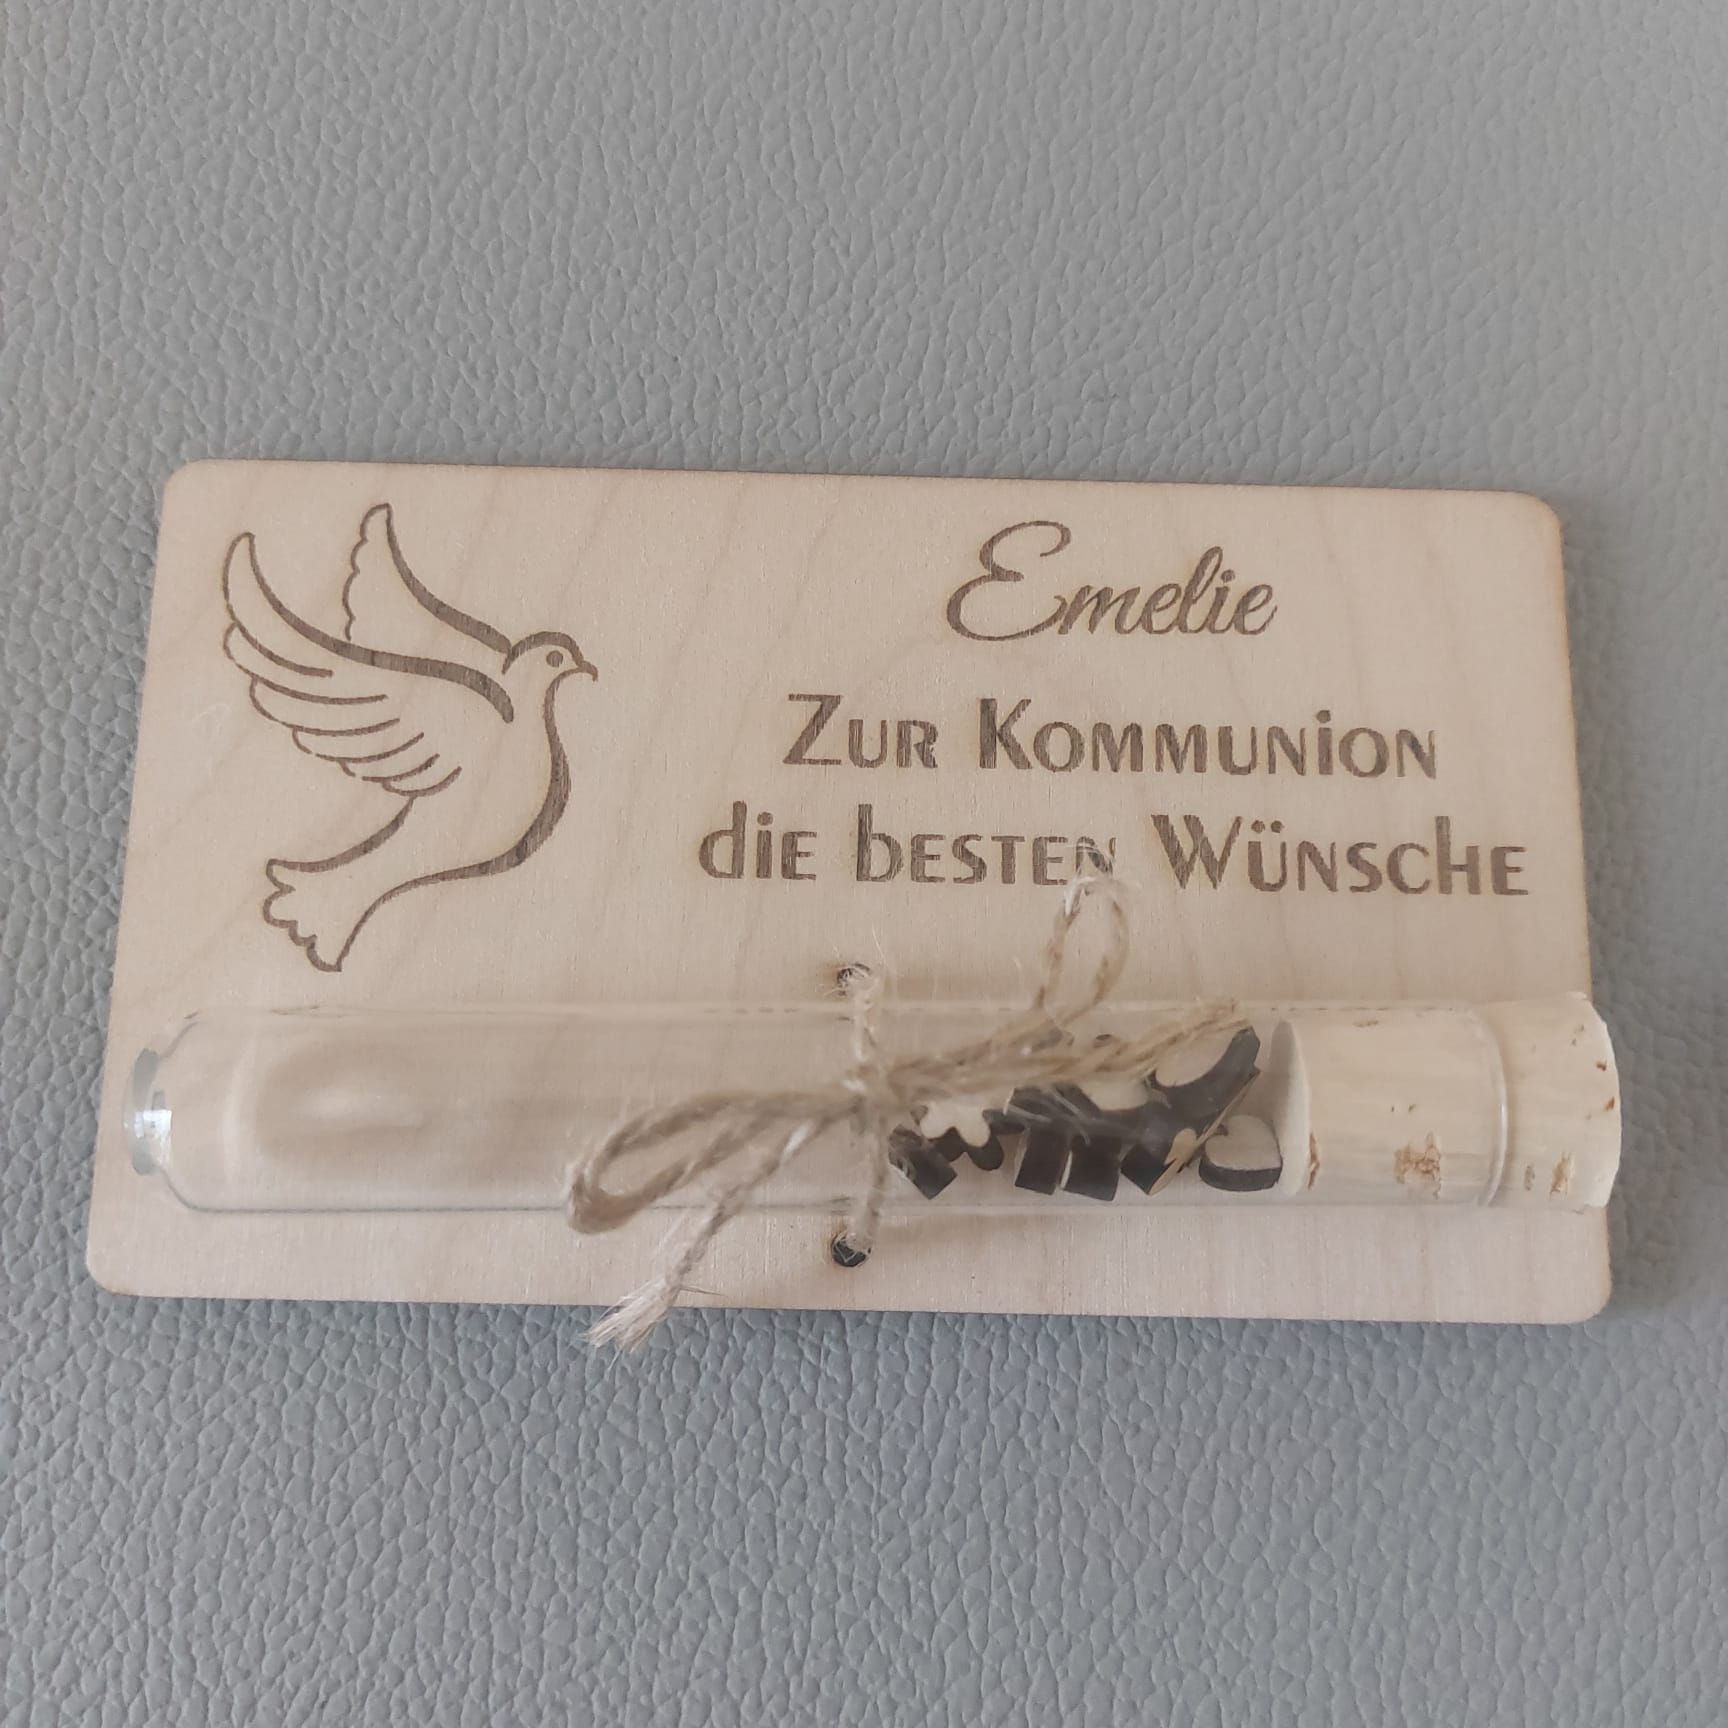 Emelie
Zur Kommunion
die besten Wünsche